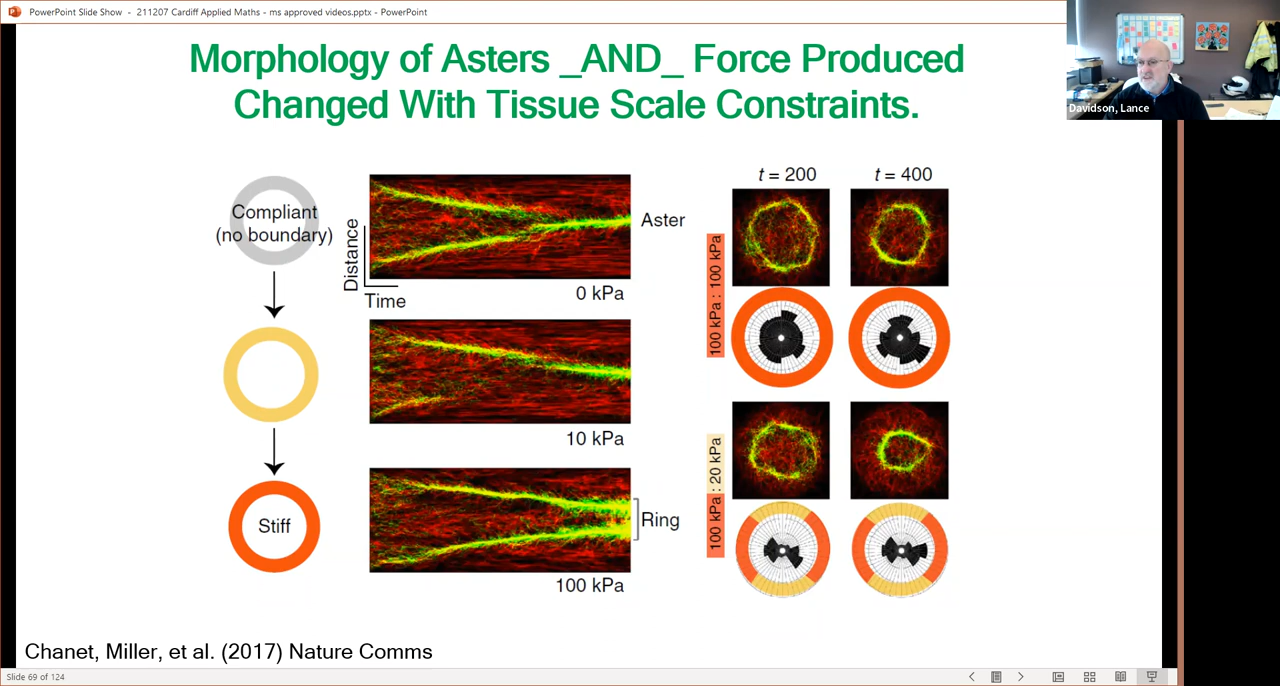 PowerPoint Slide Show - 211207 Cardiff Applied Maths - ms approved videos.pptx - PowerPoint
Morphology of Asters _AND_ Force Produced
Changed With Tissue Scale Constraints.
Davidson, Lance
Compliant
(no boundary)
Stiff
Distance
Time
Aster
0 kPa
10 kPa
Ring
100 kPa
t = 200
t = 400
100 kPa : 100 kPa
100 kPa : 20 kPa
Chanet, Miller, et al. (2017) Nature Comms
Slide 69 of 124